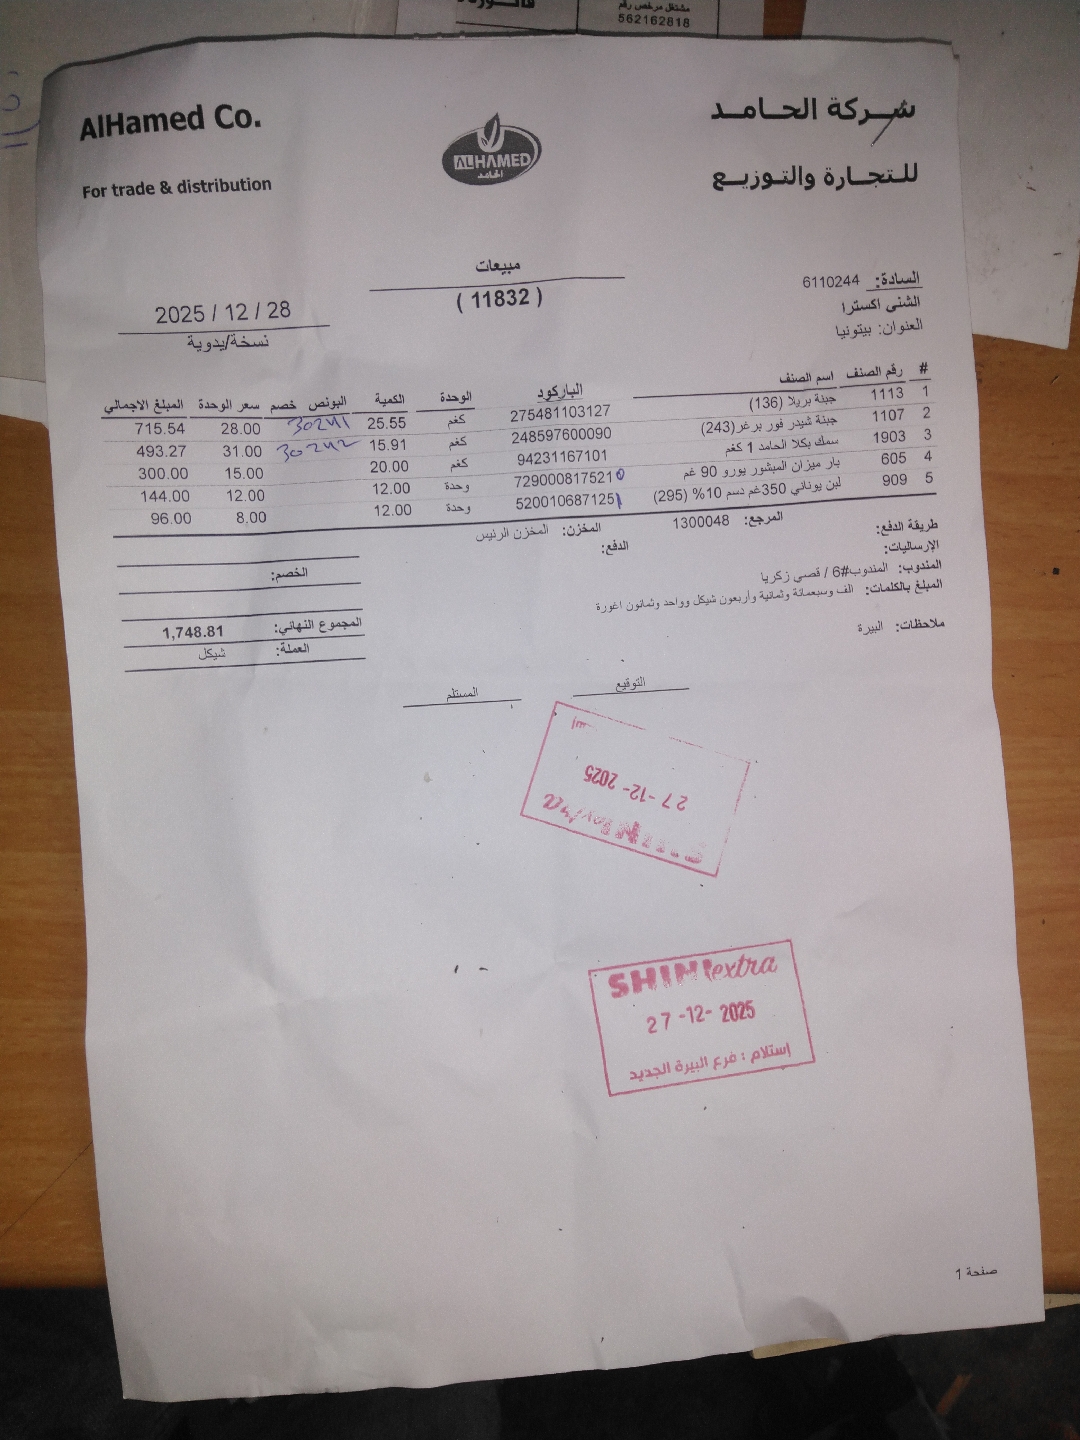 فاتورة
مشتغل مرخص رقم
562162818
AlHamed Co.
شركة الحامد
ALHAMED
الحامد
For trade & distribution
للتجارة والتوزيع
مبيعات
( 11832 )
السادة: 6110244
الشني اكسترا
العنوان: بيتونيا
2025 / 12 / 28
نسخة/يدوية
# رقم الصنف اسم الصنف الباركود الوحدة الكمية البونص خصم سعر الوحدة المبلغ الاجمالي
1 1113 جبنة بريلا (136) 275481103127 كغم 25.55 30241 28.00 715.54
2 1107 جبنة شيدر فور برغر(243) 248597600090 كغم 15.91 30242 31.00 493.27
3 1903 سمك بكلا الحامد 1 كغم 94231167101 كغم 20.00 15.00 300.00
4 605 بار ميزان المبشور يورو 90 غم 7290008175210 وحدة 12.00 12.00 144.00
5 909 لبن يوناني 350غم دسم 10% (295) 5200106871251 وحدة 12.00 8.00 96.00
طريقة الدفع: المرجع: 1300048 المخزن: المخزن الرئيس
الإرساليات: الدفع:
المندوب: المندوب#6 / قصي زكريا
المبلغ بالكلمات: الف وسبعمائة وثمانية وأربعون شيكل وواحد وثمانون اغورة
ملاحظات: البيرة
الخصم:
المجموع النهائي: 1,748.81
العملة: شيكل
التوقيع
المستلم
27 -12- 2025
SHINI extra
27 -12- 2025
إستلام : فرع البيرة الجديد
صفحة 1